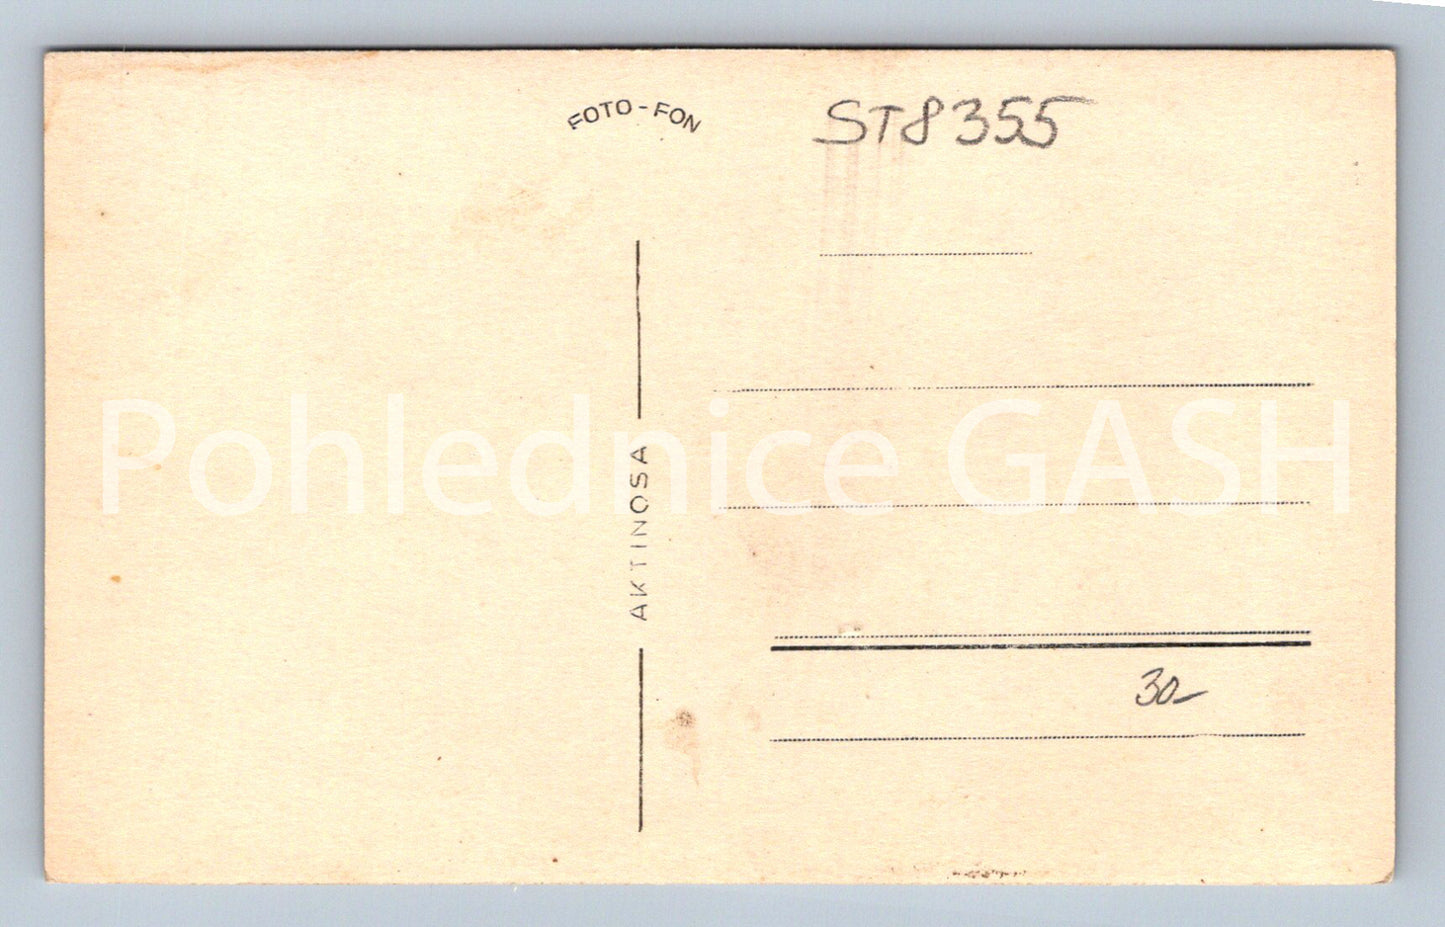 FOTO-FON
ST8355
AKTINOSA
Pohlednice GASH
30-